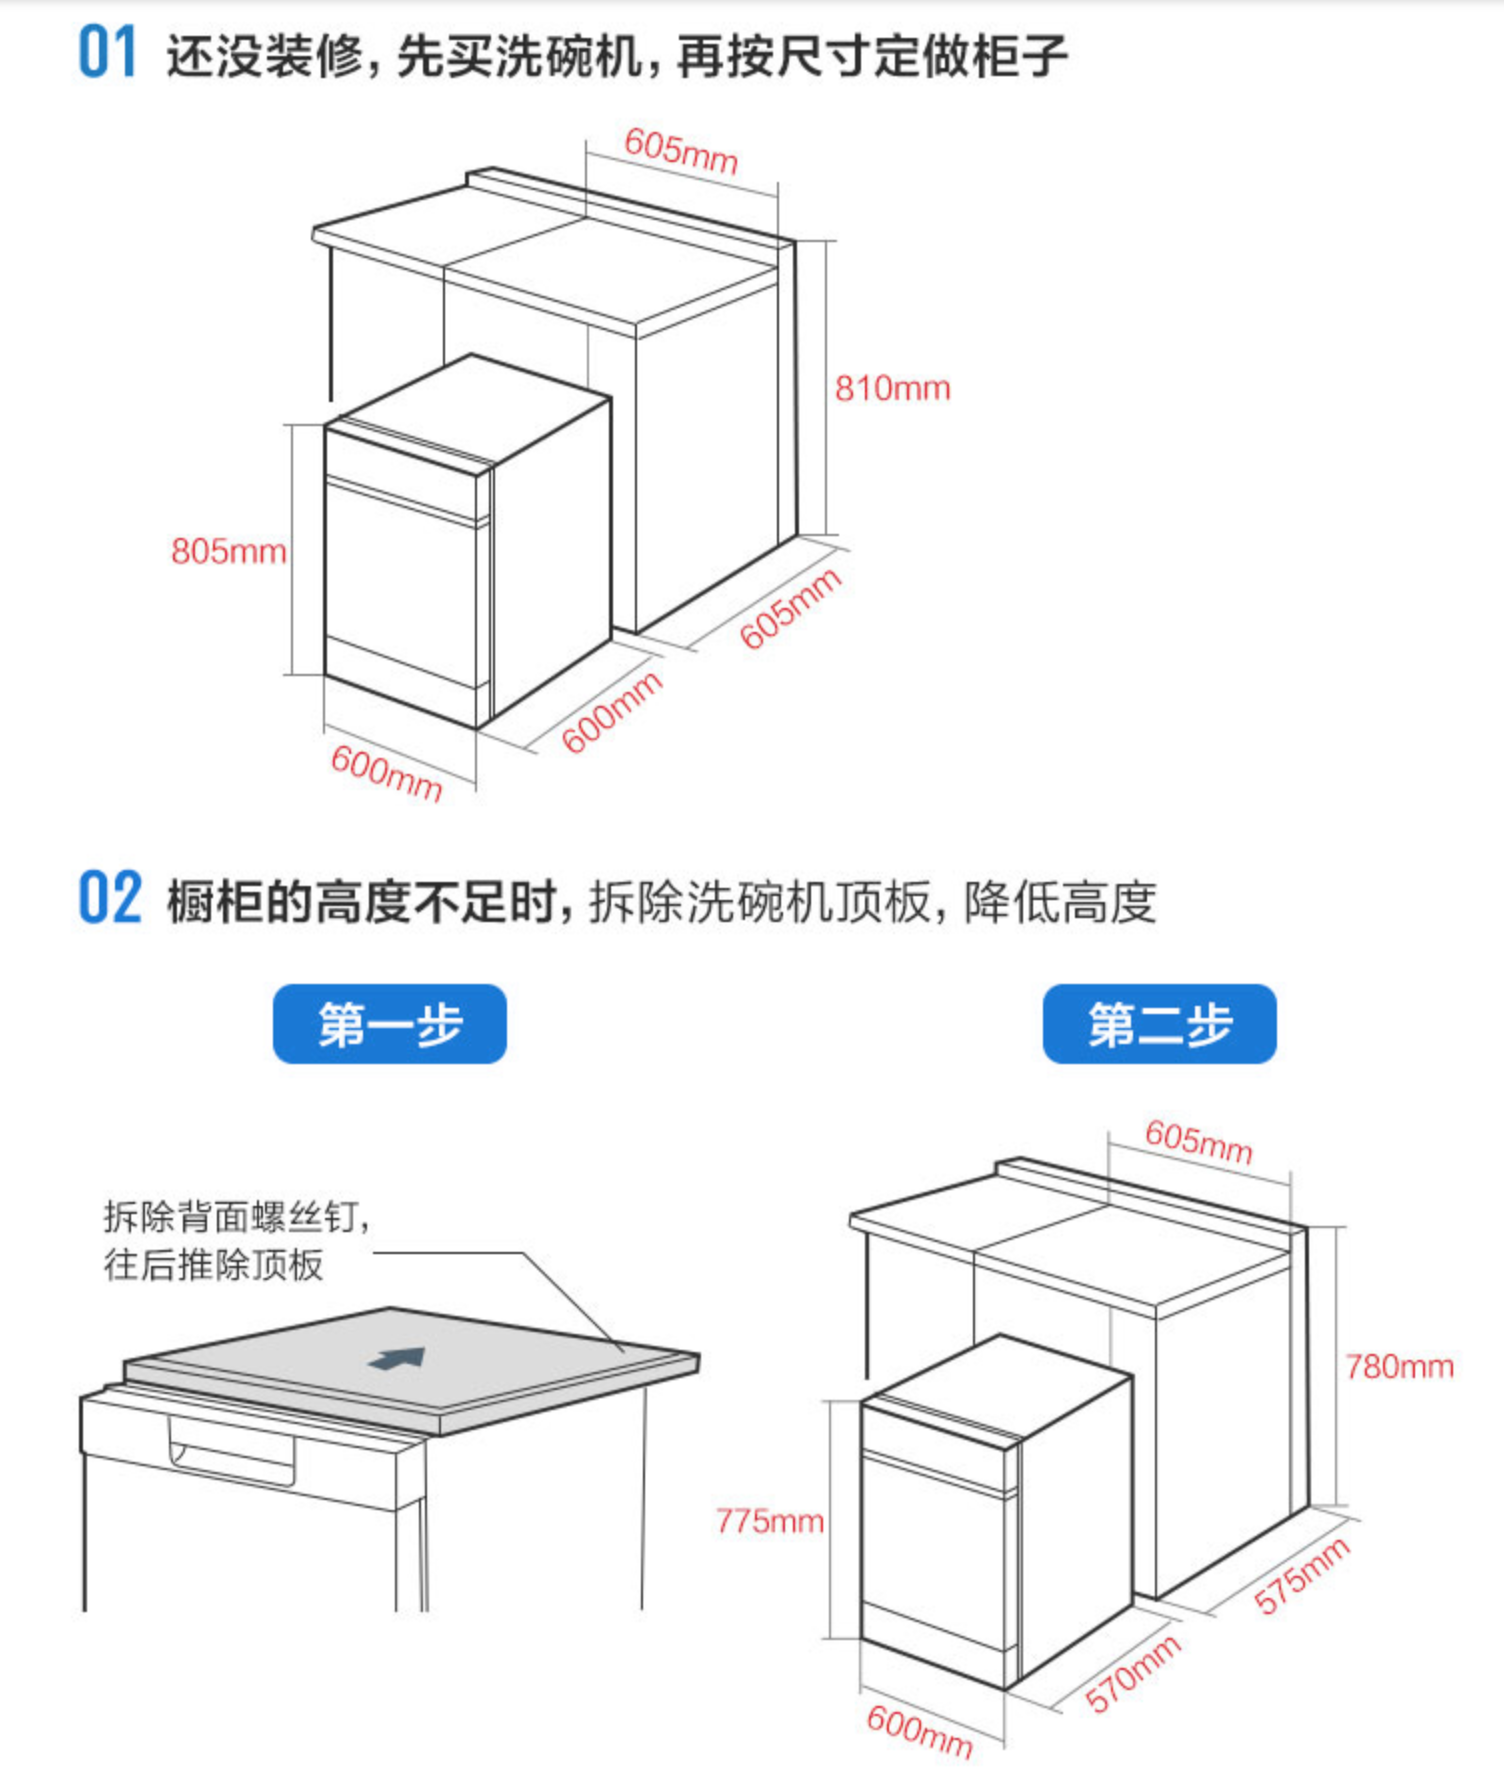 01 还没装修, 先买洗碗机, 再按尺寸定做柜子
605mm
810mm
805mm
605mm
600mm
600mm
02 橱柜的高度不足时, 拆除洗碗机顶板, 降低高度
第一步
第二步
拆除背面螺丝钉,
往后推除顶板
605mm
780mm
775mm
575mm
570mm
600mm